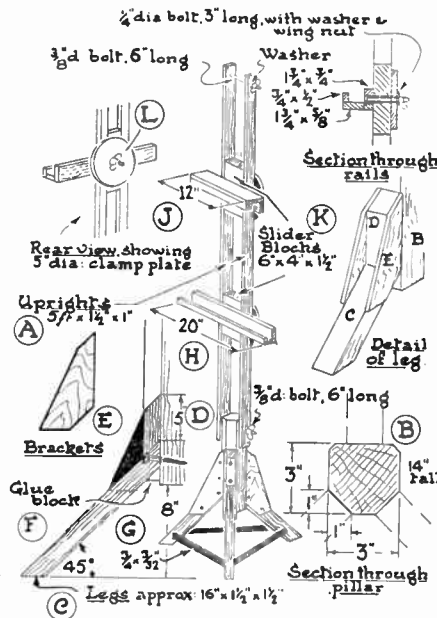 ¼"dia bolt, 3" long, with washer & wing nut
⅜"d bolt, 6" long
Washer
1¾" x ¾"
¾" x ½"
1¾" x ⅝"
Section through
rails
L
12"
J
K
Rear view, showing
5" dia: clamp plate
Slider
Blocks
6" x 4" x 1½"
D
B
E
C
Detail
of leg
Uprights
5ft x 1½" x 1"
A
20"
H
⅜"d: bolt, 6" long
E
Brackets
5"
D
B
3"
14"
tall
1"
1"
3"
Section through
pillar
Glue
block
F
G
8"
¾" x 3/32"
45°
C
Legs approx: 16" x 1½" x 1½"